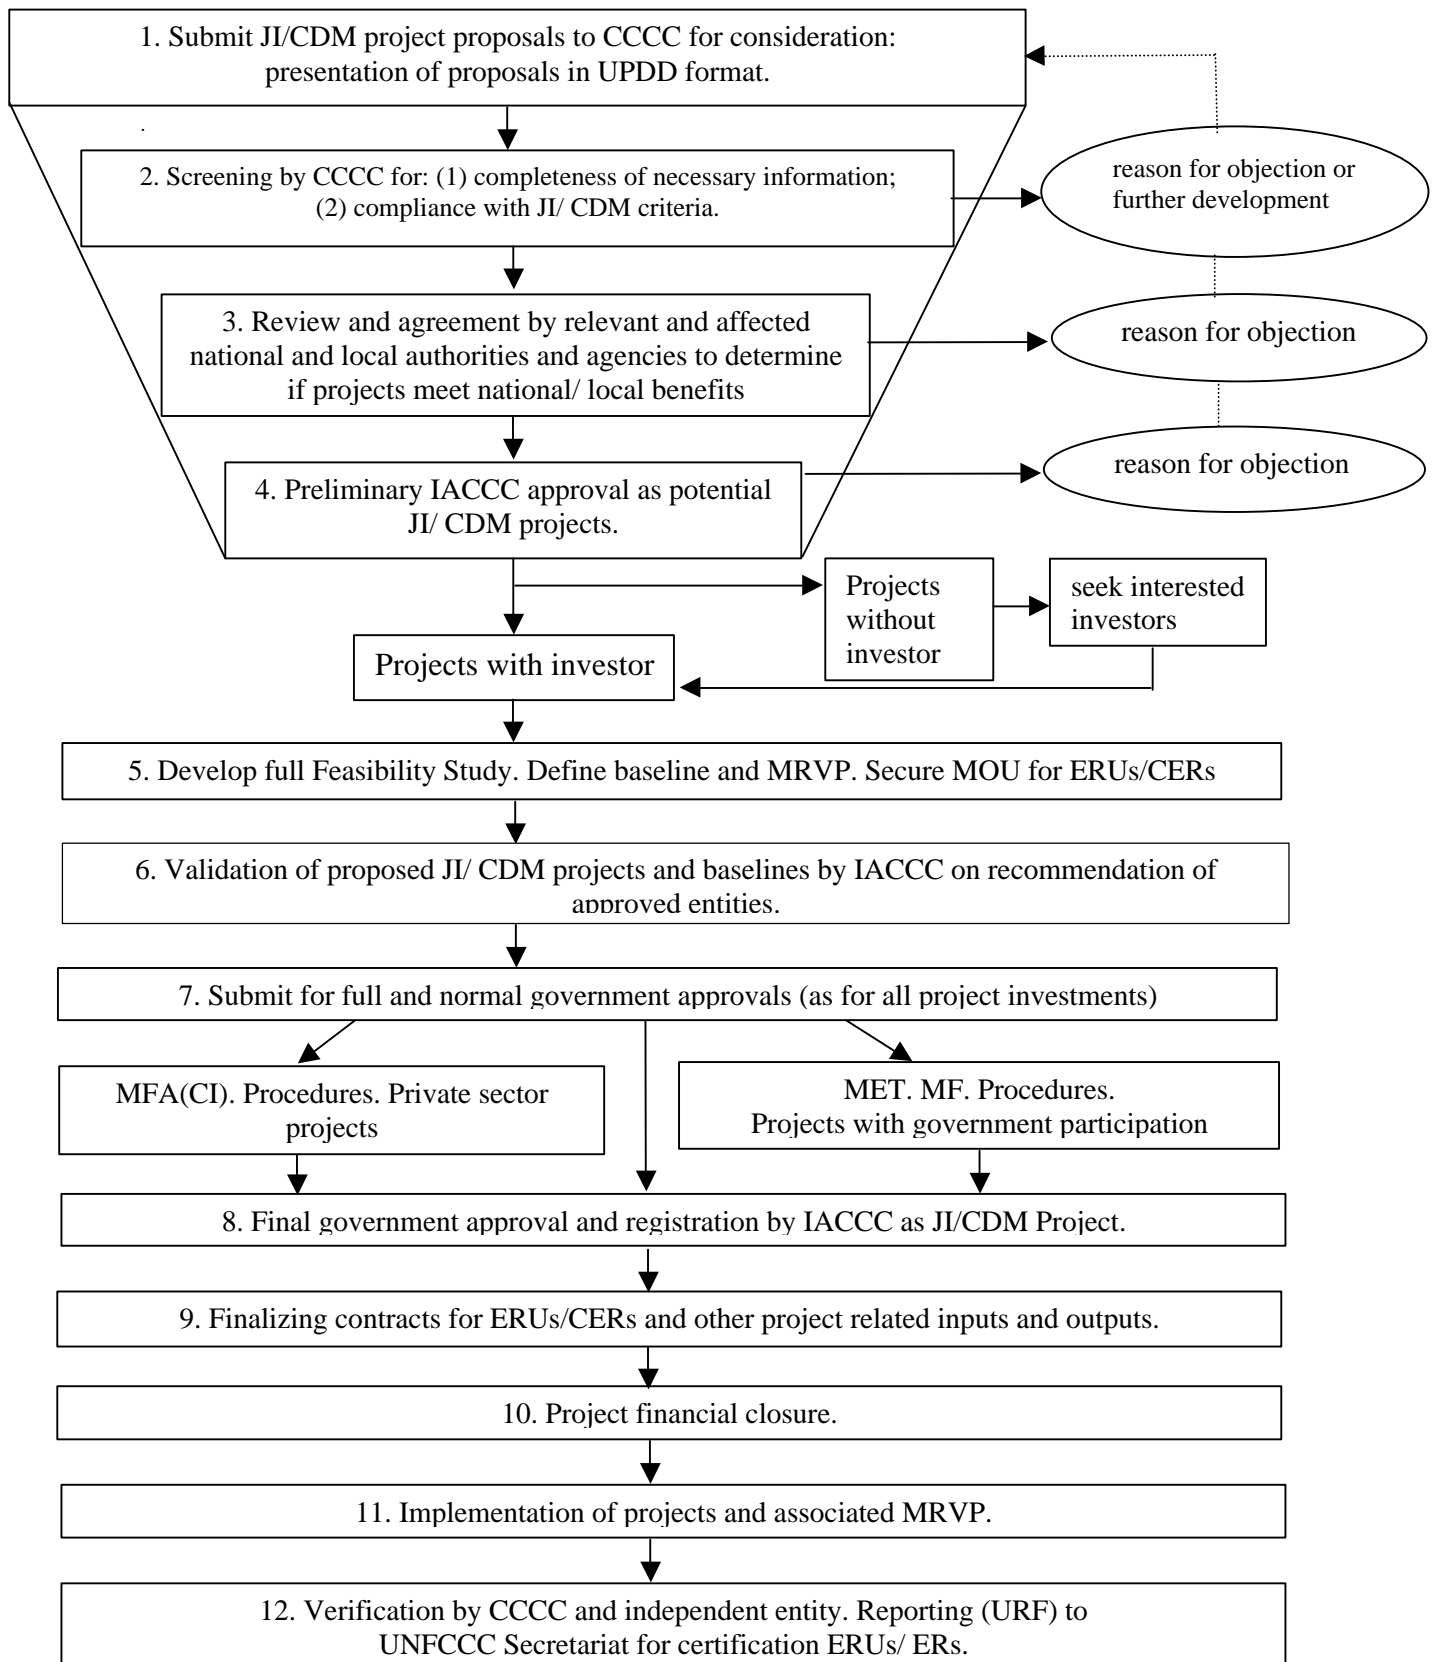 1. Submit JI/CDM project proposals to CCCC for consideration:
presentation of proposals in UPDD format.
.
2. Screening by CCCC for: (1) completeness of necessary information;
(2) compliance with JI/ CDM criteria.
reason for objection or
further development
3. Review and agreement by relevant and affected
national and local authorities and agencies to determine
if projects meet national/ local benefits
reason for objection
4. Preliminary IACCC approval as potential
JI/ CDM projects.
reason for objection
Projects
without
investor
seek interested
investors
Projects with investor
5. Develop full Feasibility Study. Define baseline and MRVP. Secure MOU for ERUs/CERs
6. Validation of proposed JI/ CDM projects and baselines by IACCC on recommendation of
approved entities.
7. Submit for full and normal government approvals (as for all project investments)
MFA(CI). Procedures. Private sector
projects
MET. MF. Procedures.
Projects with government participation
8. Final government approval and registration by IACCC as JI/CDM Project.
9. Finalizing contracts for ERUs/CERs and other project related inputs and outputs.
10. Project financial closure.
11. Implementation of projects and associated MRVP.
12. Verification by CCCC and independent entity. Reporting (URF) to
UNFCCC Secretariat for certification ERUs/ ERs.